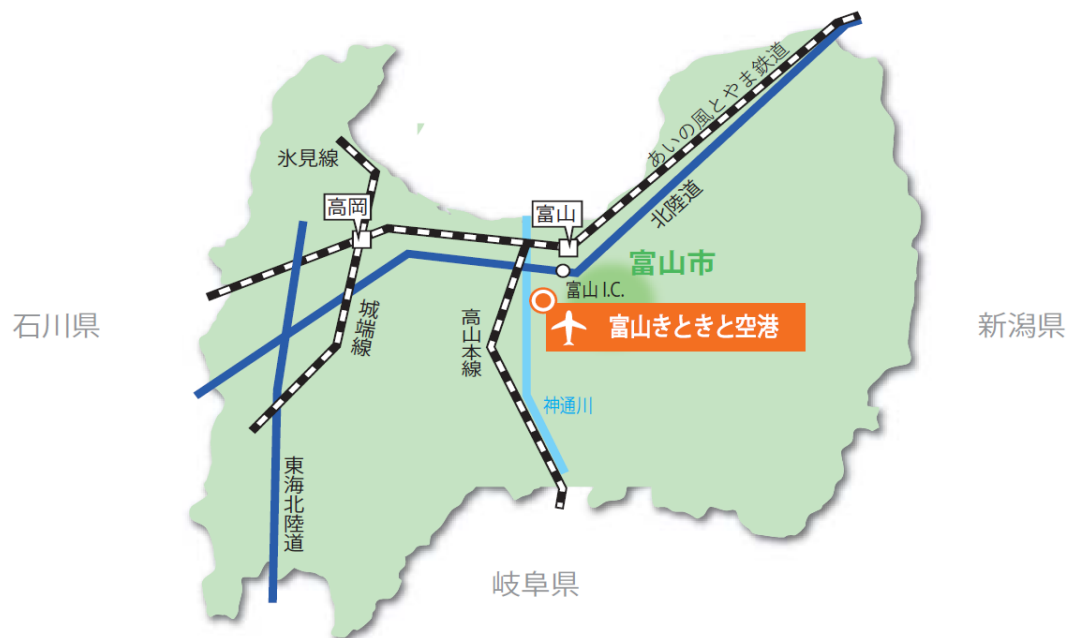 あいの風とやま鉄道
氷見線
北陸道
高岡
富山
富山市
富山 I.C.
石川県
城端線
高山本線
富山きときと空港
新潟県
神通川
東海北陸道
岐阜県